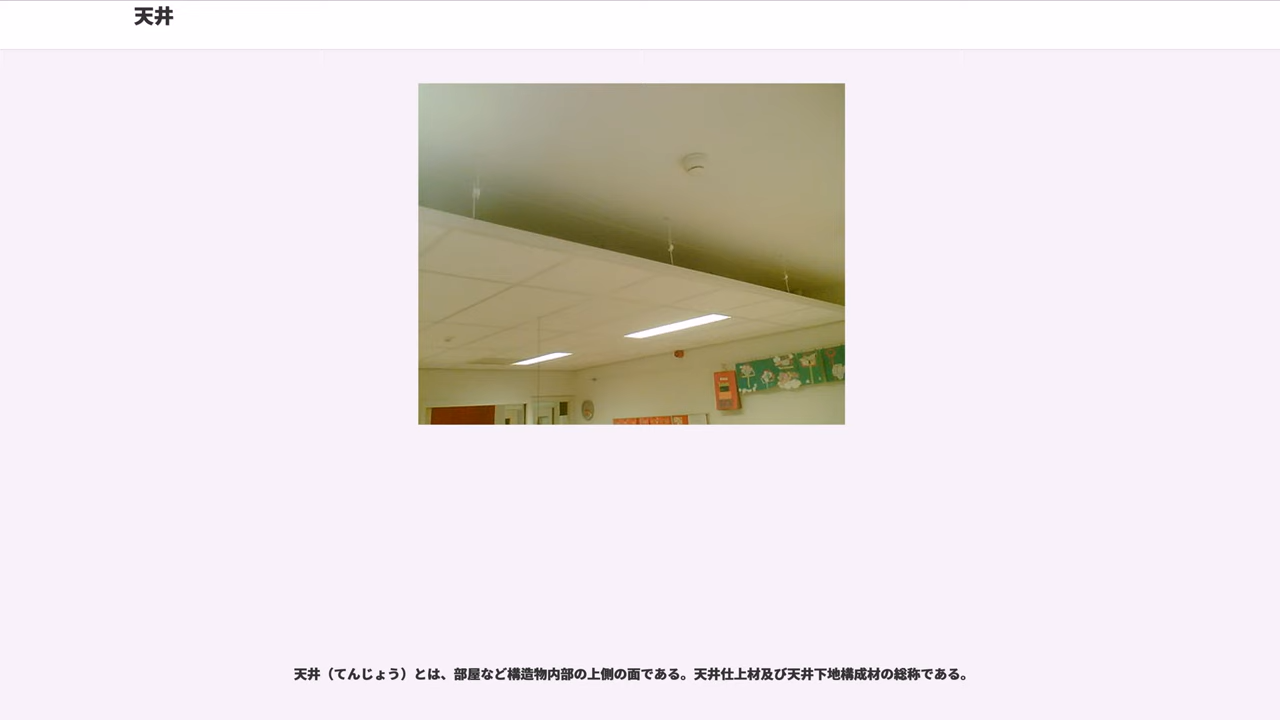 天井
天井（てんじょう）とは、部屋など構造物内部の上側の面である。天井仕上材及び天井下地構成材の総称である。